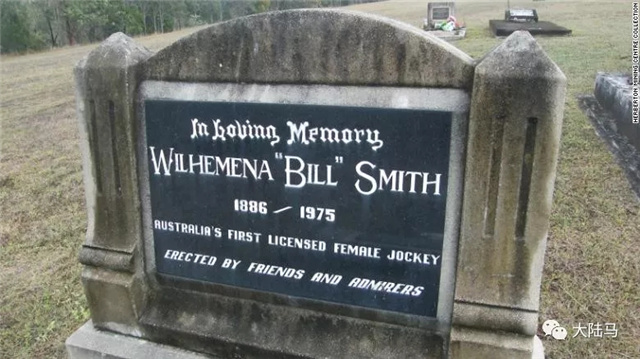 In Loving Memory
WILHEMENA "BILL" SMITH
1886 / 1975
AUSTRALIA'S FIRST LICENSED FEMALE JOCKEY
ERECTED BY FRIENDS AND ADMIRERS
HERBERTON MINING CENTRE COLLECTION
大陆马